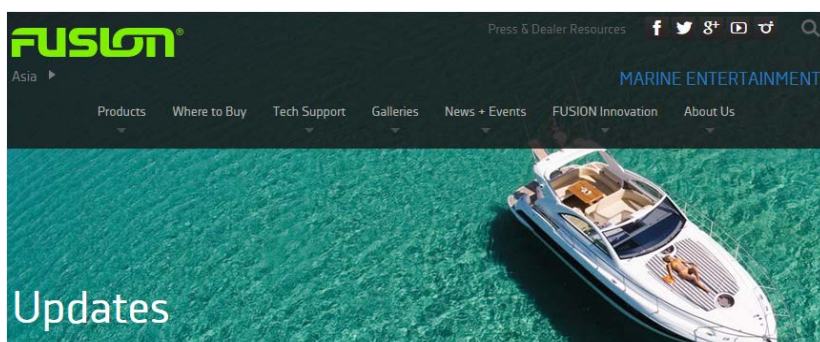 FUSION®
Press & Dealer Resources
Asia
MARINE ENTERTAINMENT
Products Where to Buy Tech Support Galleries News + Events FUSION Innovation About Us
Updates